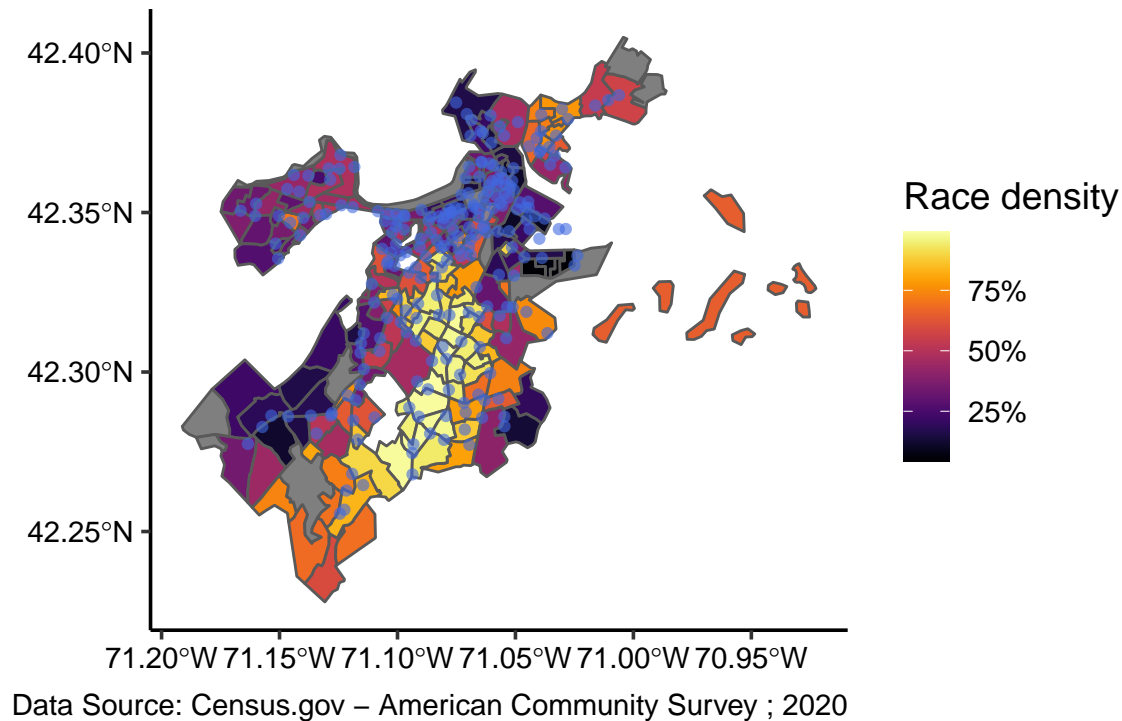 42.40°N
42.35°N
42.30°N
42.25°N
71.20°W 71.15°W 71.10°W 71.05°W 71.00°W 70.95°W
Race density
75%
50%
25%
Data Source: Census.gov – American Community Survey ; 2020